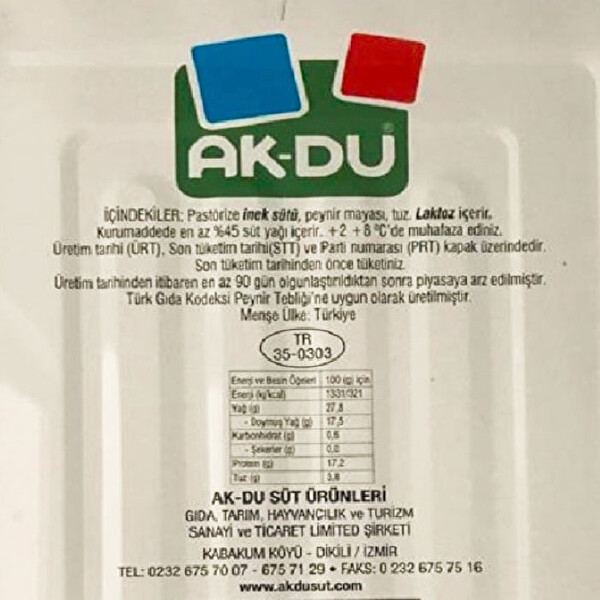 AK-DU®
İÇİNDEKİLER: Pastörize inek sütü, peynir mayası, tuz. Laktoz içerir.
Kurumaddede en az %45 süt yağı içerir. +2 +8 °C'de muhafaza ediniz.
Üretim tarihi (ÜRT), Son tüketim tarihi(STT) ve Parti numarası (PRT) kapak üzerindedir.
Son tüketim tarihinden önce tüketiniz.
Üretim tarihinden itibaren en az 90 gün olgunlaştırıldıktan sonra piyasaya arz edilmiştir.
Türk Gıda Kodeksi Peynir Tebliği'ne uygun olarak üretilmiştir.
Menşe Ülke: Türkiye
TR
35-0303
Enerji ve Besin Öğeleri 100 (g) için
Enerji (kj/kcal) 1331/321
Yağ (g) 27,8
- Doymuş Yağ (g) 17,5
Karbonhidrat (g) 0,6
- Şekerler (g) 0,0
Protein (g) 17,2
Tuz (g) 3,8
AK-DU SÜT ÜRÜNLERİ
GIDA, TARIM, HAYVANCILIK ve TURİZM
SANAYİ ve TİCARET LİMİTED ŞİRKETİ
KABAKUM KÖYÜ - DİKİLİ / İZMİR
TEL: 0232 675 70 07 - 675 71 29 • FAKS: 0 232 675 75 16
www.akdusut.com